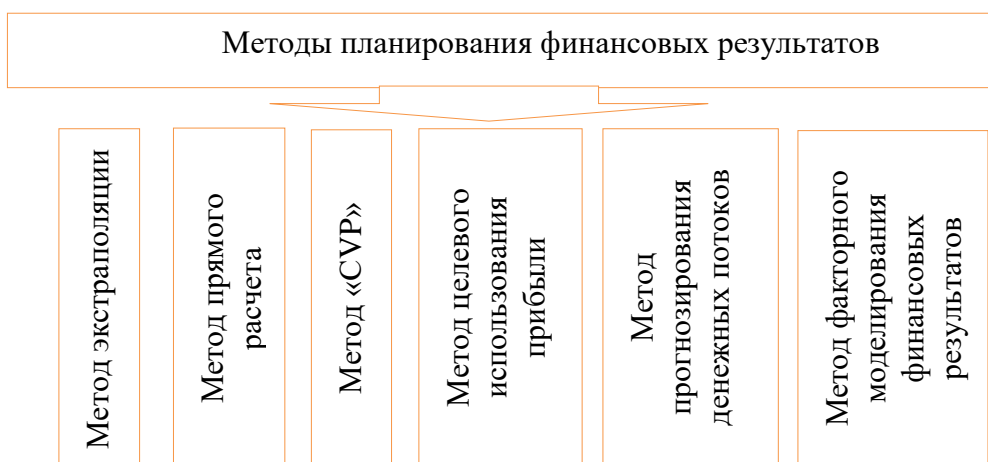 Методы планирования финансовых результатов
Метод экстраполяции
Метод прямого
расчета
Метод «CVP»
Метод целевого
использования
прибыли
Метод
прогнозирования
денежных потоков
Метод факторного
моделирования
финансовых
результатов